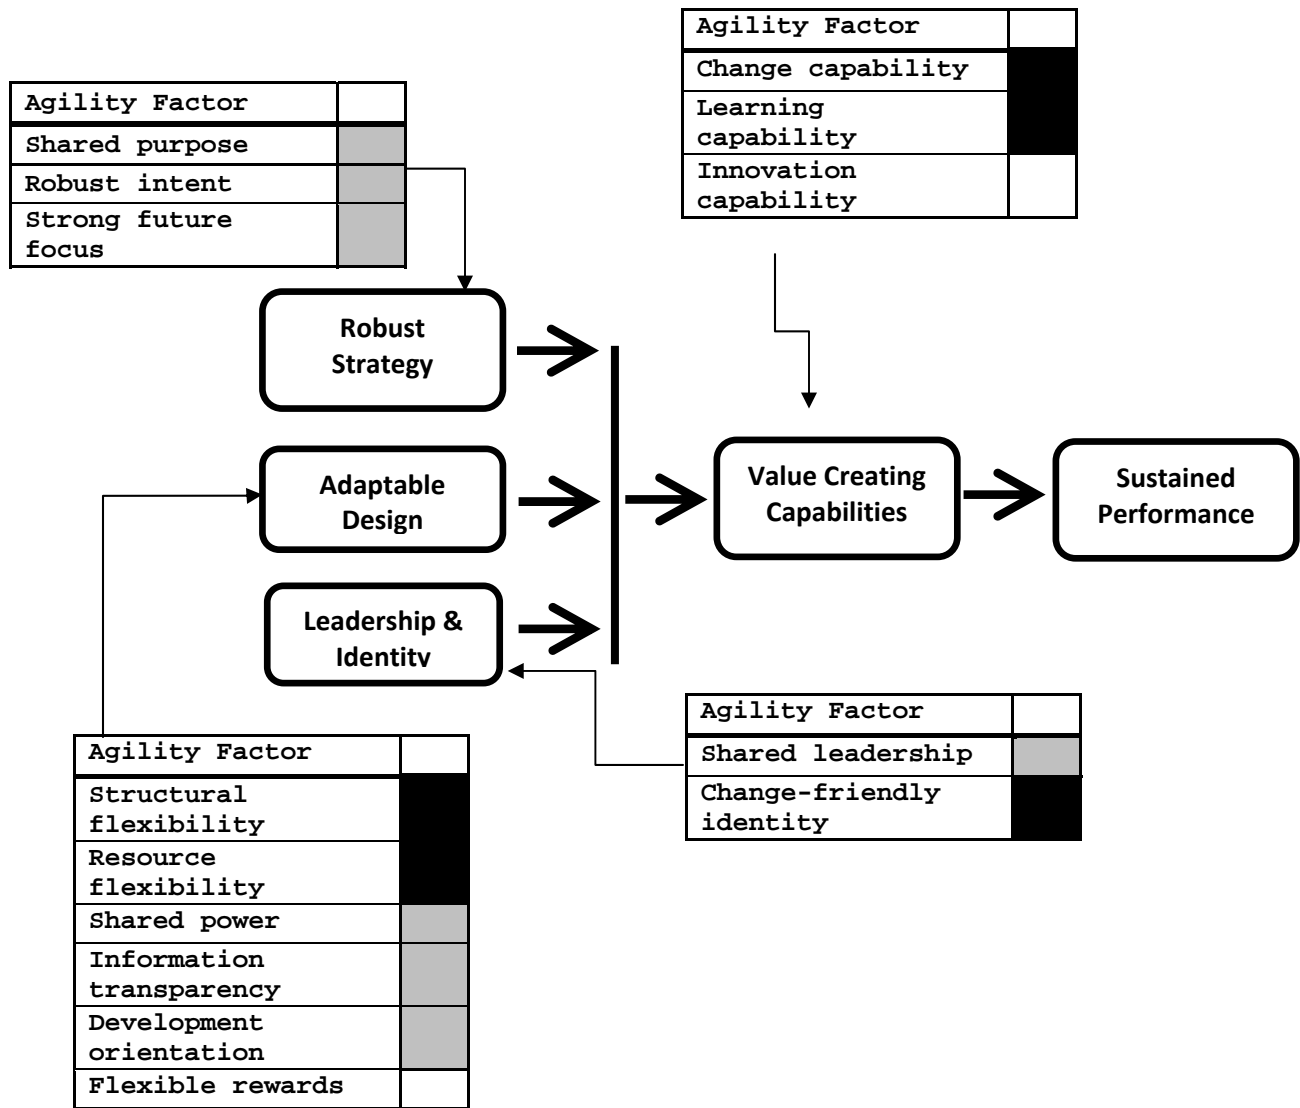 Agility Factor
Change capability
Learning
capability
Innovation
capability
Agility Factor
Shared purpose
Robust intent
Strong future
focus
Robust
Strategy
Adaptable
Design
Leadership &
Identity
Value Creating
Capabilities
Sustained
Performance
Agility Factor
Shared leadership
Change-friendly
identity
Agility Factor
Structural
flexibility
Resource
flexibility
Shared power
Information
transparency
Development
orientation
Flexible rewards